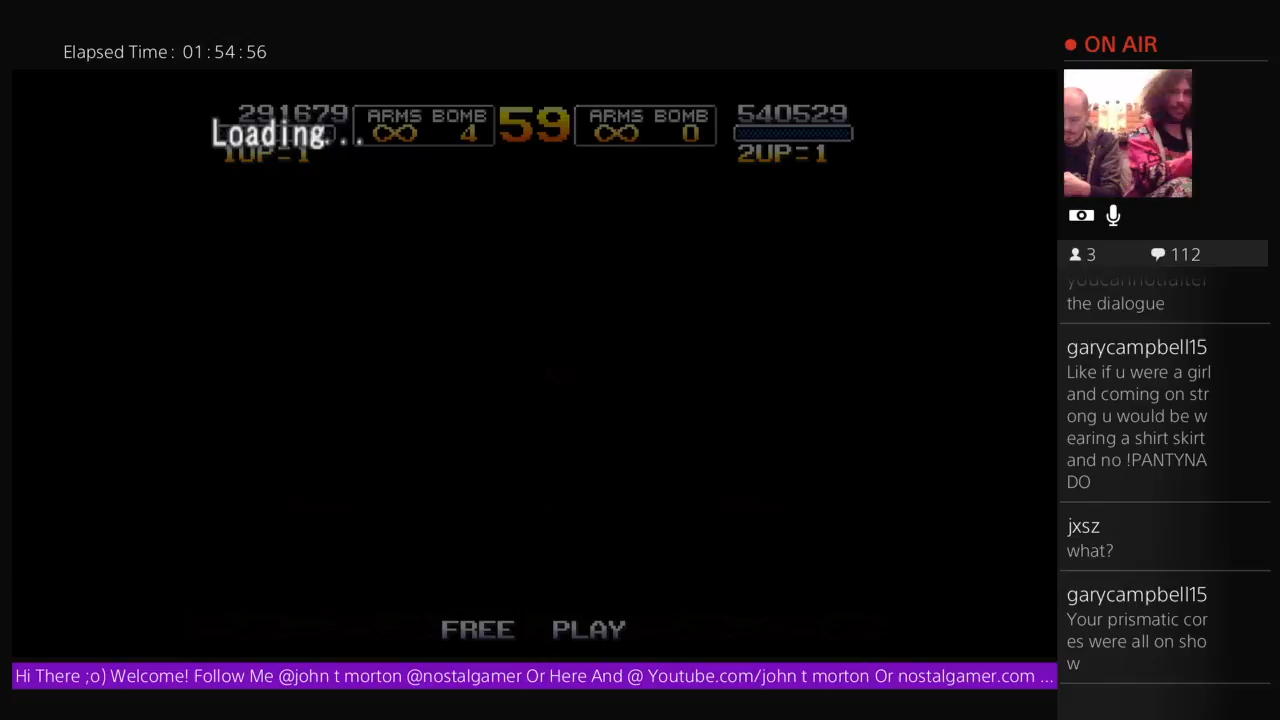 Elapsed Time: 01:54:56
ON AIR
291679 ARMS BOMB 59 ARMS BOMB 540529
Loading...
∞ 4 ∞ 0
1UP=1 2UP=1
3 112
the dialogue
garycampbell15
Like if u were a girl
and coming on str
ong u would be w
earing a shirt skirt
and no !PANTYNA
DO
jxsz
what?
garycampbell15
Your prismatic cor
es were all on sho
w
FREE PLAY
Hi There ;o) Welcome! Follow Me @john t morton @nostalgamer Or Here And @ Youtube.com/john t morton Or nostalgamer.com ...